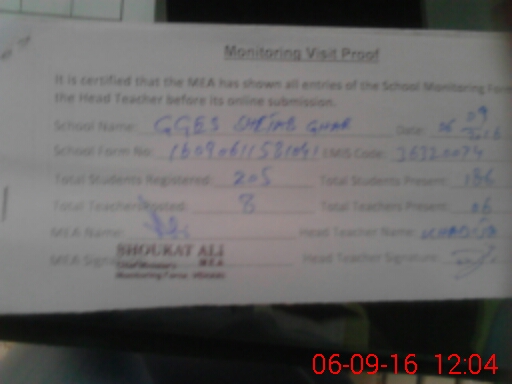 Monitoring Visit Proof
It is certified that the MEA has shown all entries of the School Monitoring Form
the Head Teacher before its online submission.
School Name: GGES Date: 06 09
School Form No: EMIS Code: 36320074
Total Students Registered: 205 Total Students Present: 186
Total Teachers Posted: 8 Total Teachers Present: 06
MEA Name: Head Teacher Name:
MEA Signature Head Teacher Signature:
SHOUKAT ALI
06-09-16 12:04